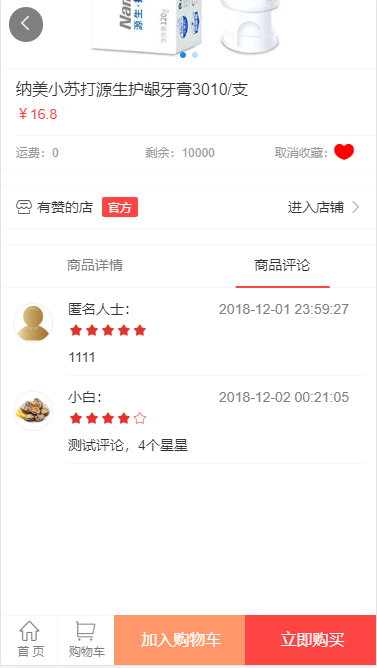 Nan
源生·护
净含量120g
纳美小苏打源生护龈牙膏3010/支
￥16.8
运费：0 剩余：10000 取消收藏：
有赞的店 官方 进入店铺
商品详情 商品评论
匿名人士： 2018-12-01 23:59:27
1111
小白： 2018-12-02 00:21:05
测试评论，4个星星
首页 购物车 加入购物车 立即购买